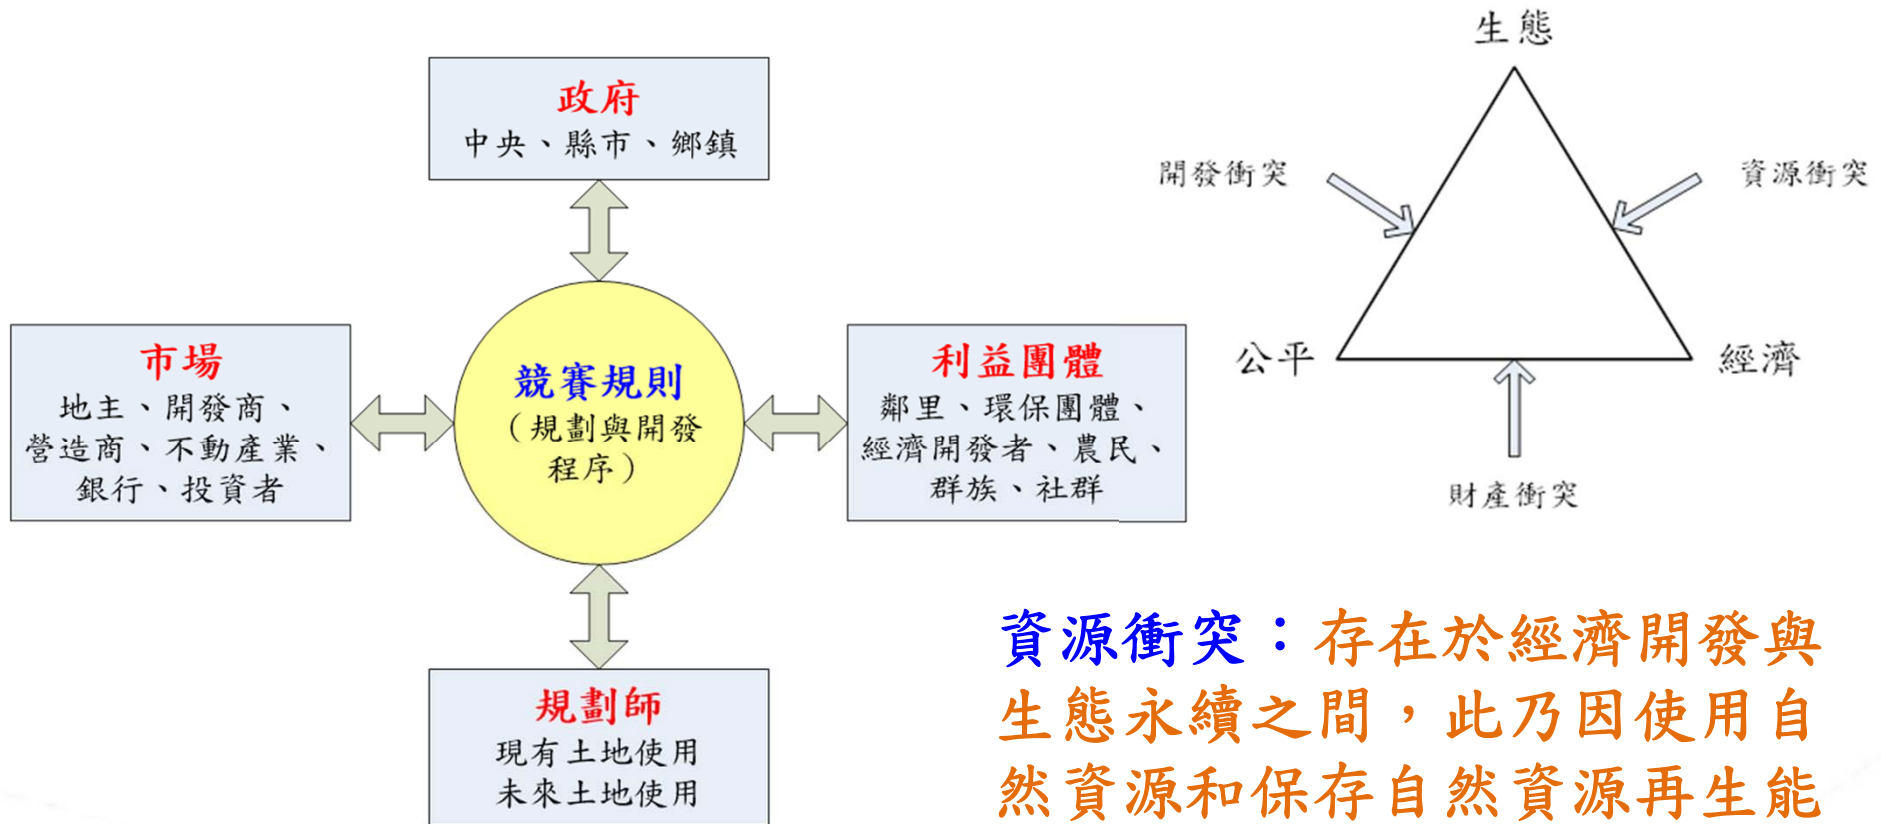 政府
中央、縣市、鄉鎮
市場
地主、開發商、
營造商、不動產業、
銀行、投資者
競賽規則
（規劃與開發
程序）
利益團體
鄰里、環保團體、
經濟開發者、農民、
群族、社群
規劃師
現有土地使用
未來土地使用
生態
開發衝突
資源衝突
公平
經濟
財產衝突
資源衝突：存在於經濟開發與
生態永續之間，此乃因使用自
然資源和保存自然資源再生能